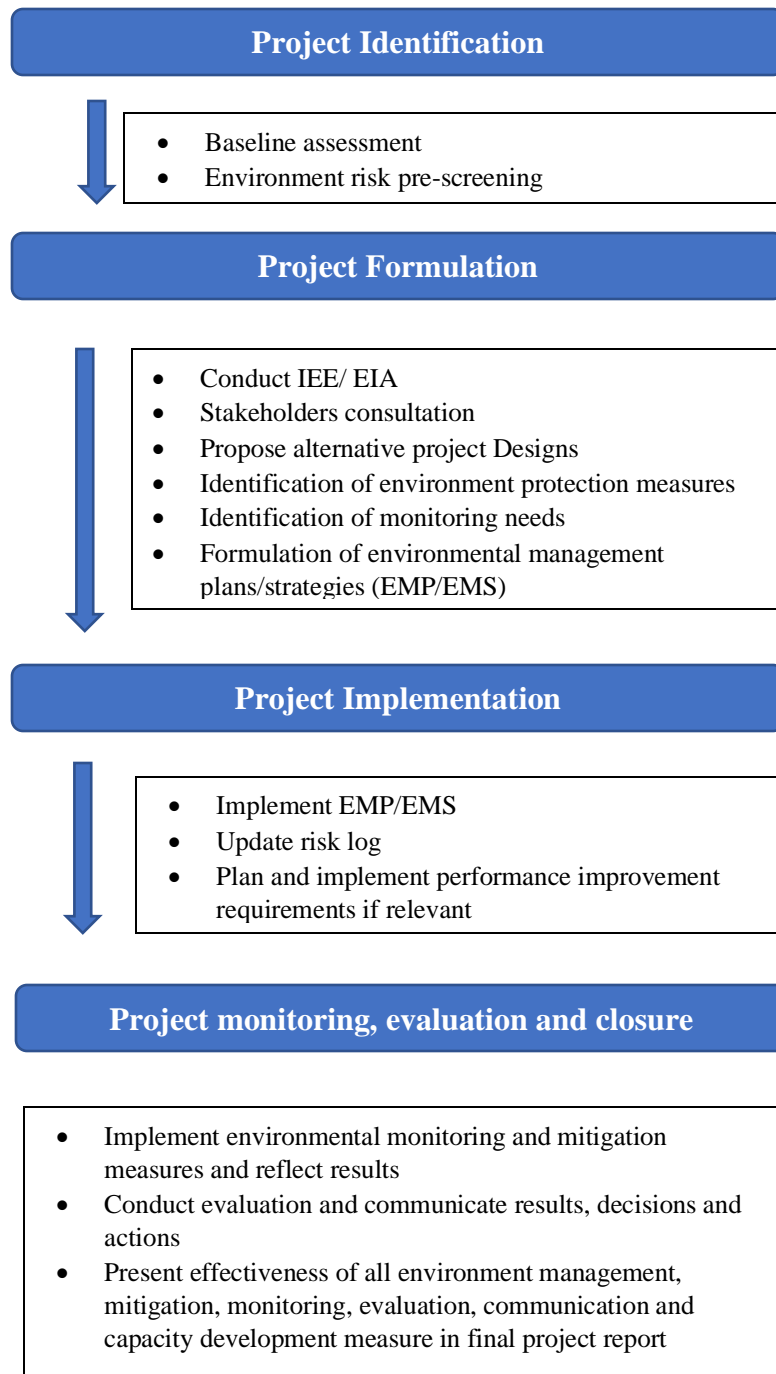 Project Identification
• Baseline assessment
• Environment risk pre-screening
Project Formulation
• Conduct IEE/ EIA
• Stakeholders consultation
• Propose alternative project Designs
• Identification of environment protection measures
• Identification of monitoring needs
• Formulation of environmental management
plans/strategies (EMP/EMS)
Project Implementation
• Implement EMP/EMS
• Update risk log
• Plan and implement performance improvement
requirements if relevant
Project monitoring, evaluation and closure
• Implement environmental monitoring and mitigation
measures and reflect results
• Conduct evaluation and communicate results, decisions and
actions
• Present effectiveness of all environment management,
mitigation, monitoring, evaluation, communication and
capacity development measure in final project report